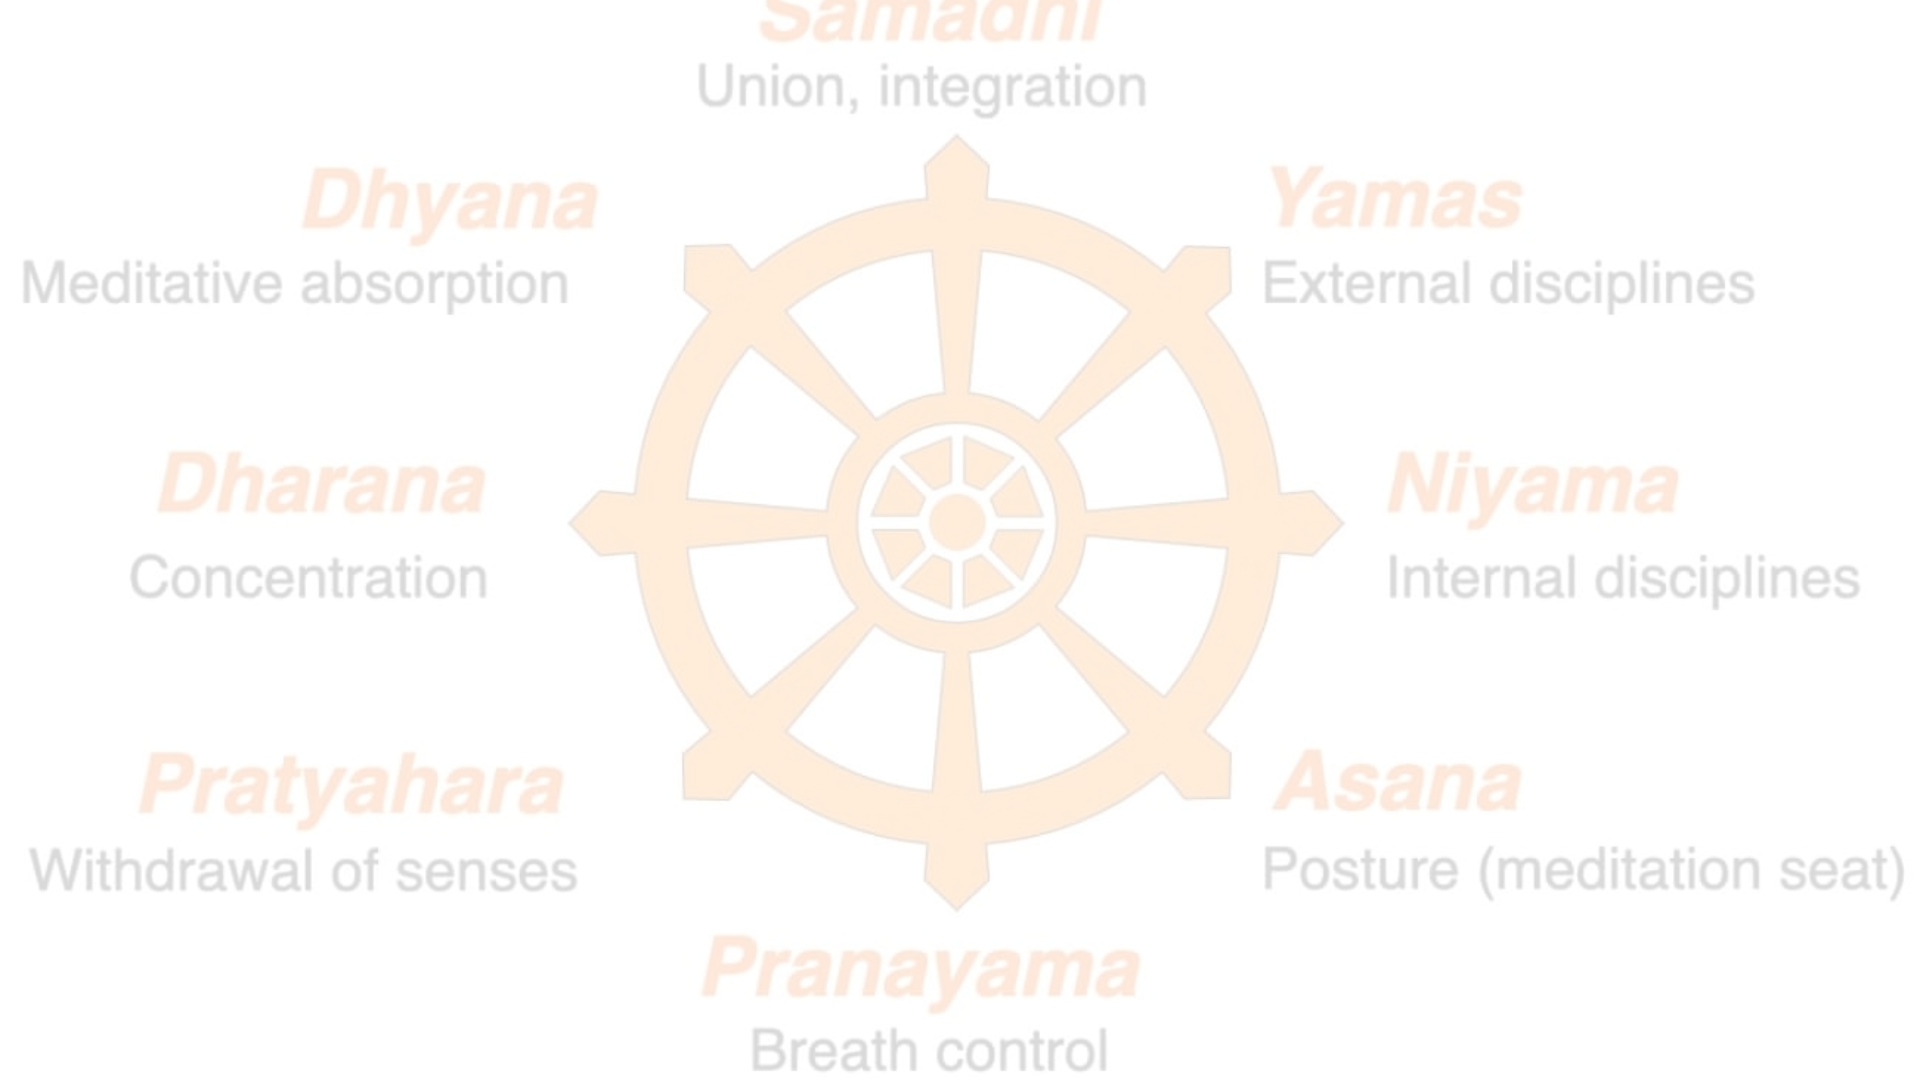 Samadhi
Union, integration
Dhyana
Meditative absorption
Yamas
External disciplines
Dharana
Concentration
Niyama
Internal disciplines
Pratyahara
Withdrawal of senses
Asana
Posture (meditation seat)
Pranayama
Breath control